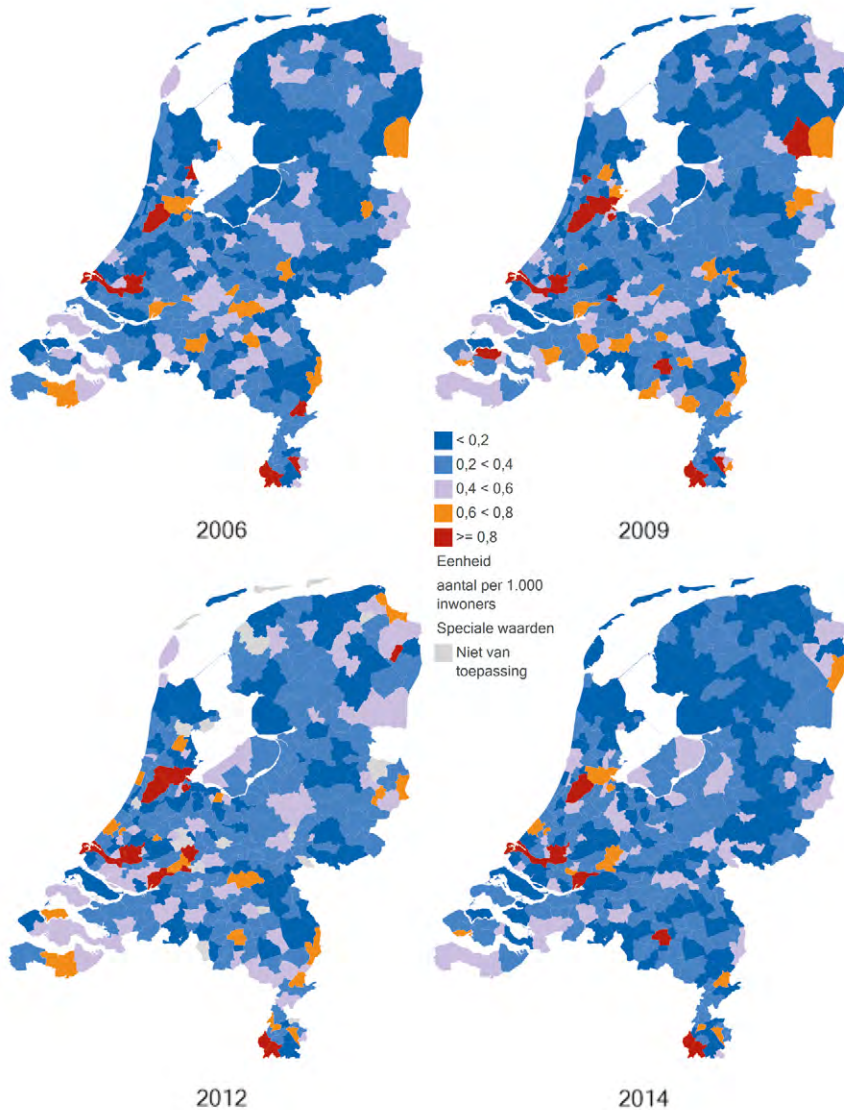 2006
2009
< 0,2
0,2 < 0,4
0,4 < 0,6
0,6 < 0,8
>= 0,8
Eenheid
aantal per 1.000
inwoners
Speciale waarden
Niet van
toepassing
2012
2014